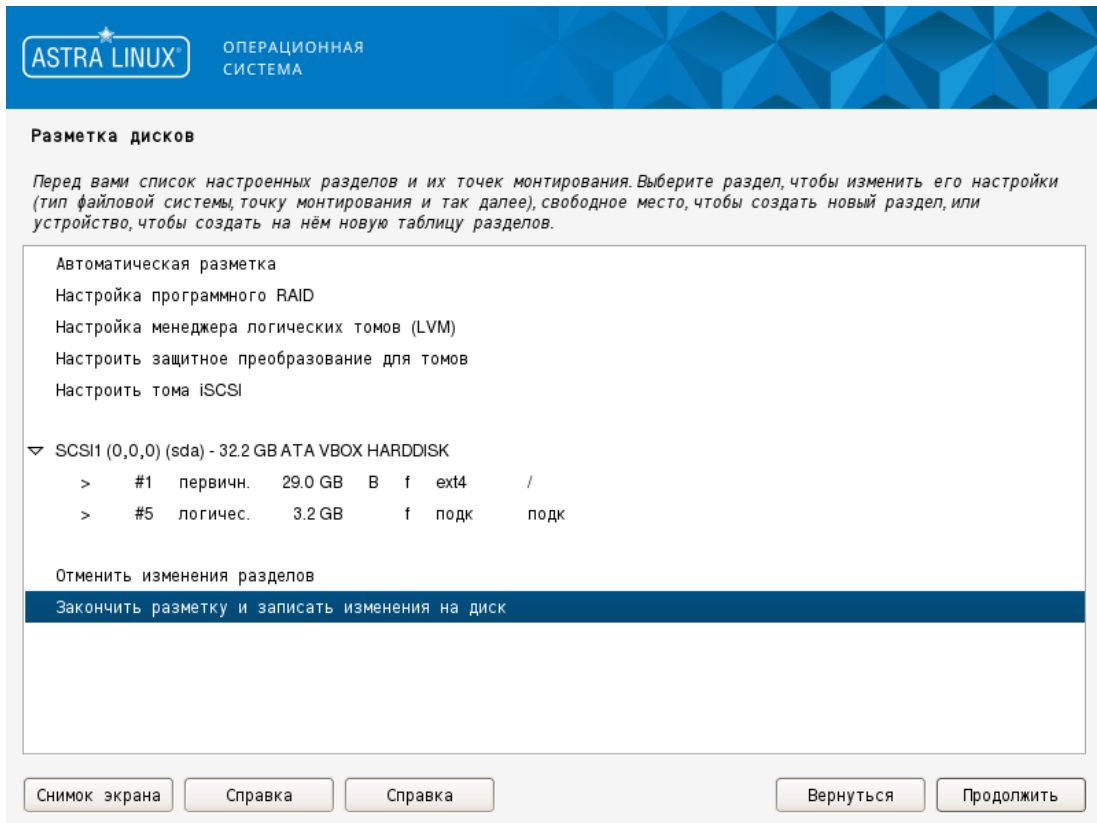 ASTRA LINUX®
ОПЕРАЦИОННАЯ
СИСТЕМА
Разметка дисков
Перед вами список настроенных разделов и их точек монтирования. Выберите раздел, чтобы изменить его настройки
(тип файловой системы, точку монтирования и так далее), свободное место, чтобы создать новый раздел, или
устройство, чтобы создать на нём новую таблицу разделов.
Автоматическая разметка
Настройка программного RAID
Настройка менеджера логических томов (LVM)
Настроить защитное преобразование для томов
Настроить тома iSCSI
SCSI1 (0,0,0) (sda) - 32.2 GB ATA VBOX HARDDISK
> #1 первичн. 29.0 GB B f ext4 /
> #5 логичес. 3.2 GB f подк подк
Отменить изменения разделов
Закончить разметку и записать изменения на диск
Снимок экрана Справка Справка Вернуться Продолжить